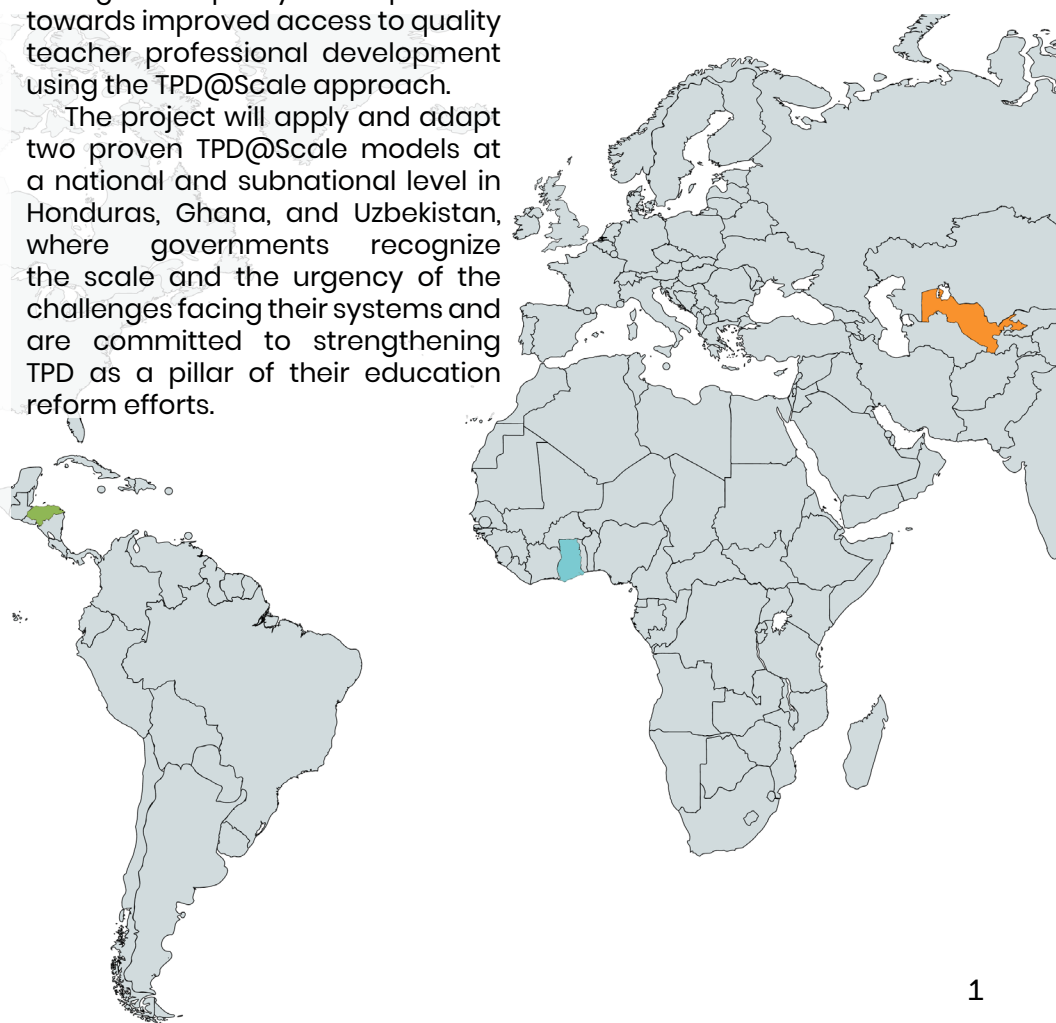 towards improved access to quality
teacher professional development
using the TPD@Scale approach.
The project will apply and adapt
two proven TPD@Scale models at
a national and subnational level in
Honduras, Ghana, and Uzbekistan,
where governments recognize
the scale and the urgency of the
challenges facing their systems and
are committed to strengthening
TPD as a pillar of their education
reform efforts.
1